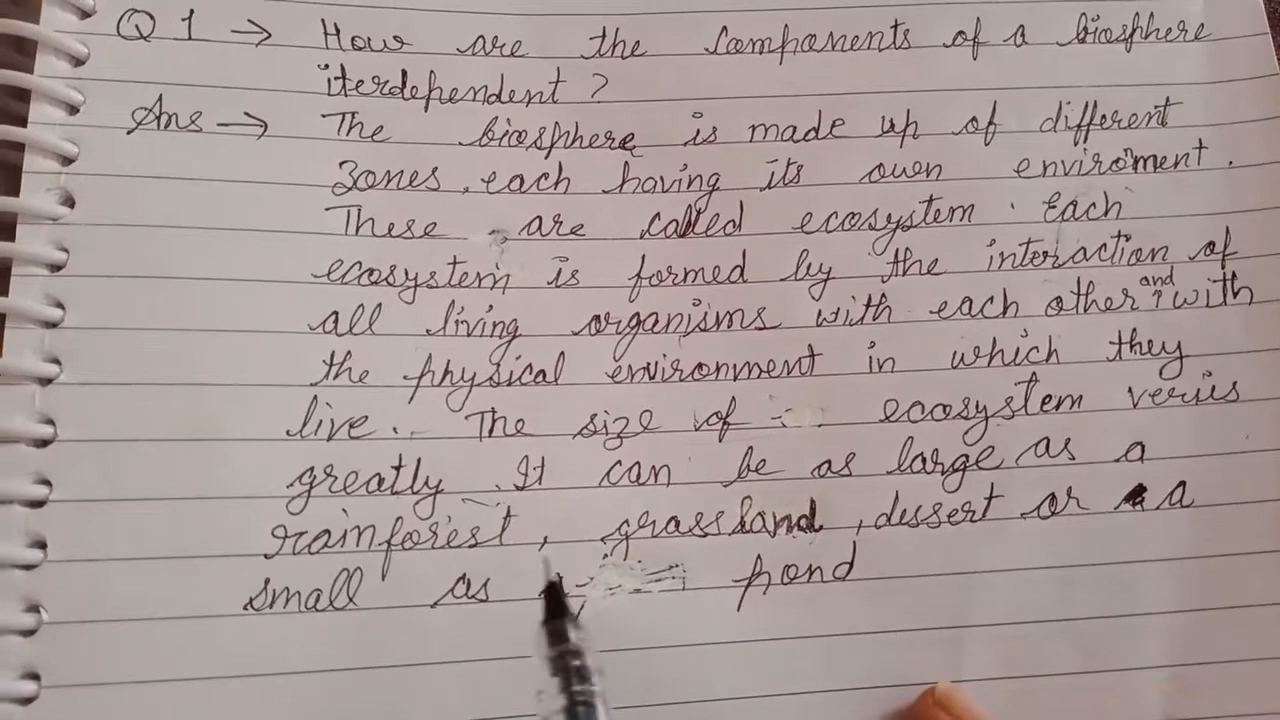 Q 1 → How are the components of a biosphere
iterdependent ?
Ans → The biosphere is made up of different
zones, each having its own enviroment.
These are called ecosystem. Each
ecosystem is formed by the interaction of
all living organisms with each other and with
the physical environment in which they
live. The size of ecosystem veries
greatly. It can be as large as a
rainforest, grassland, dessert or a
small as pond